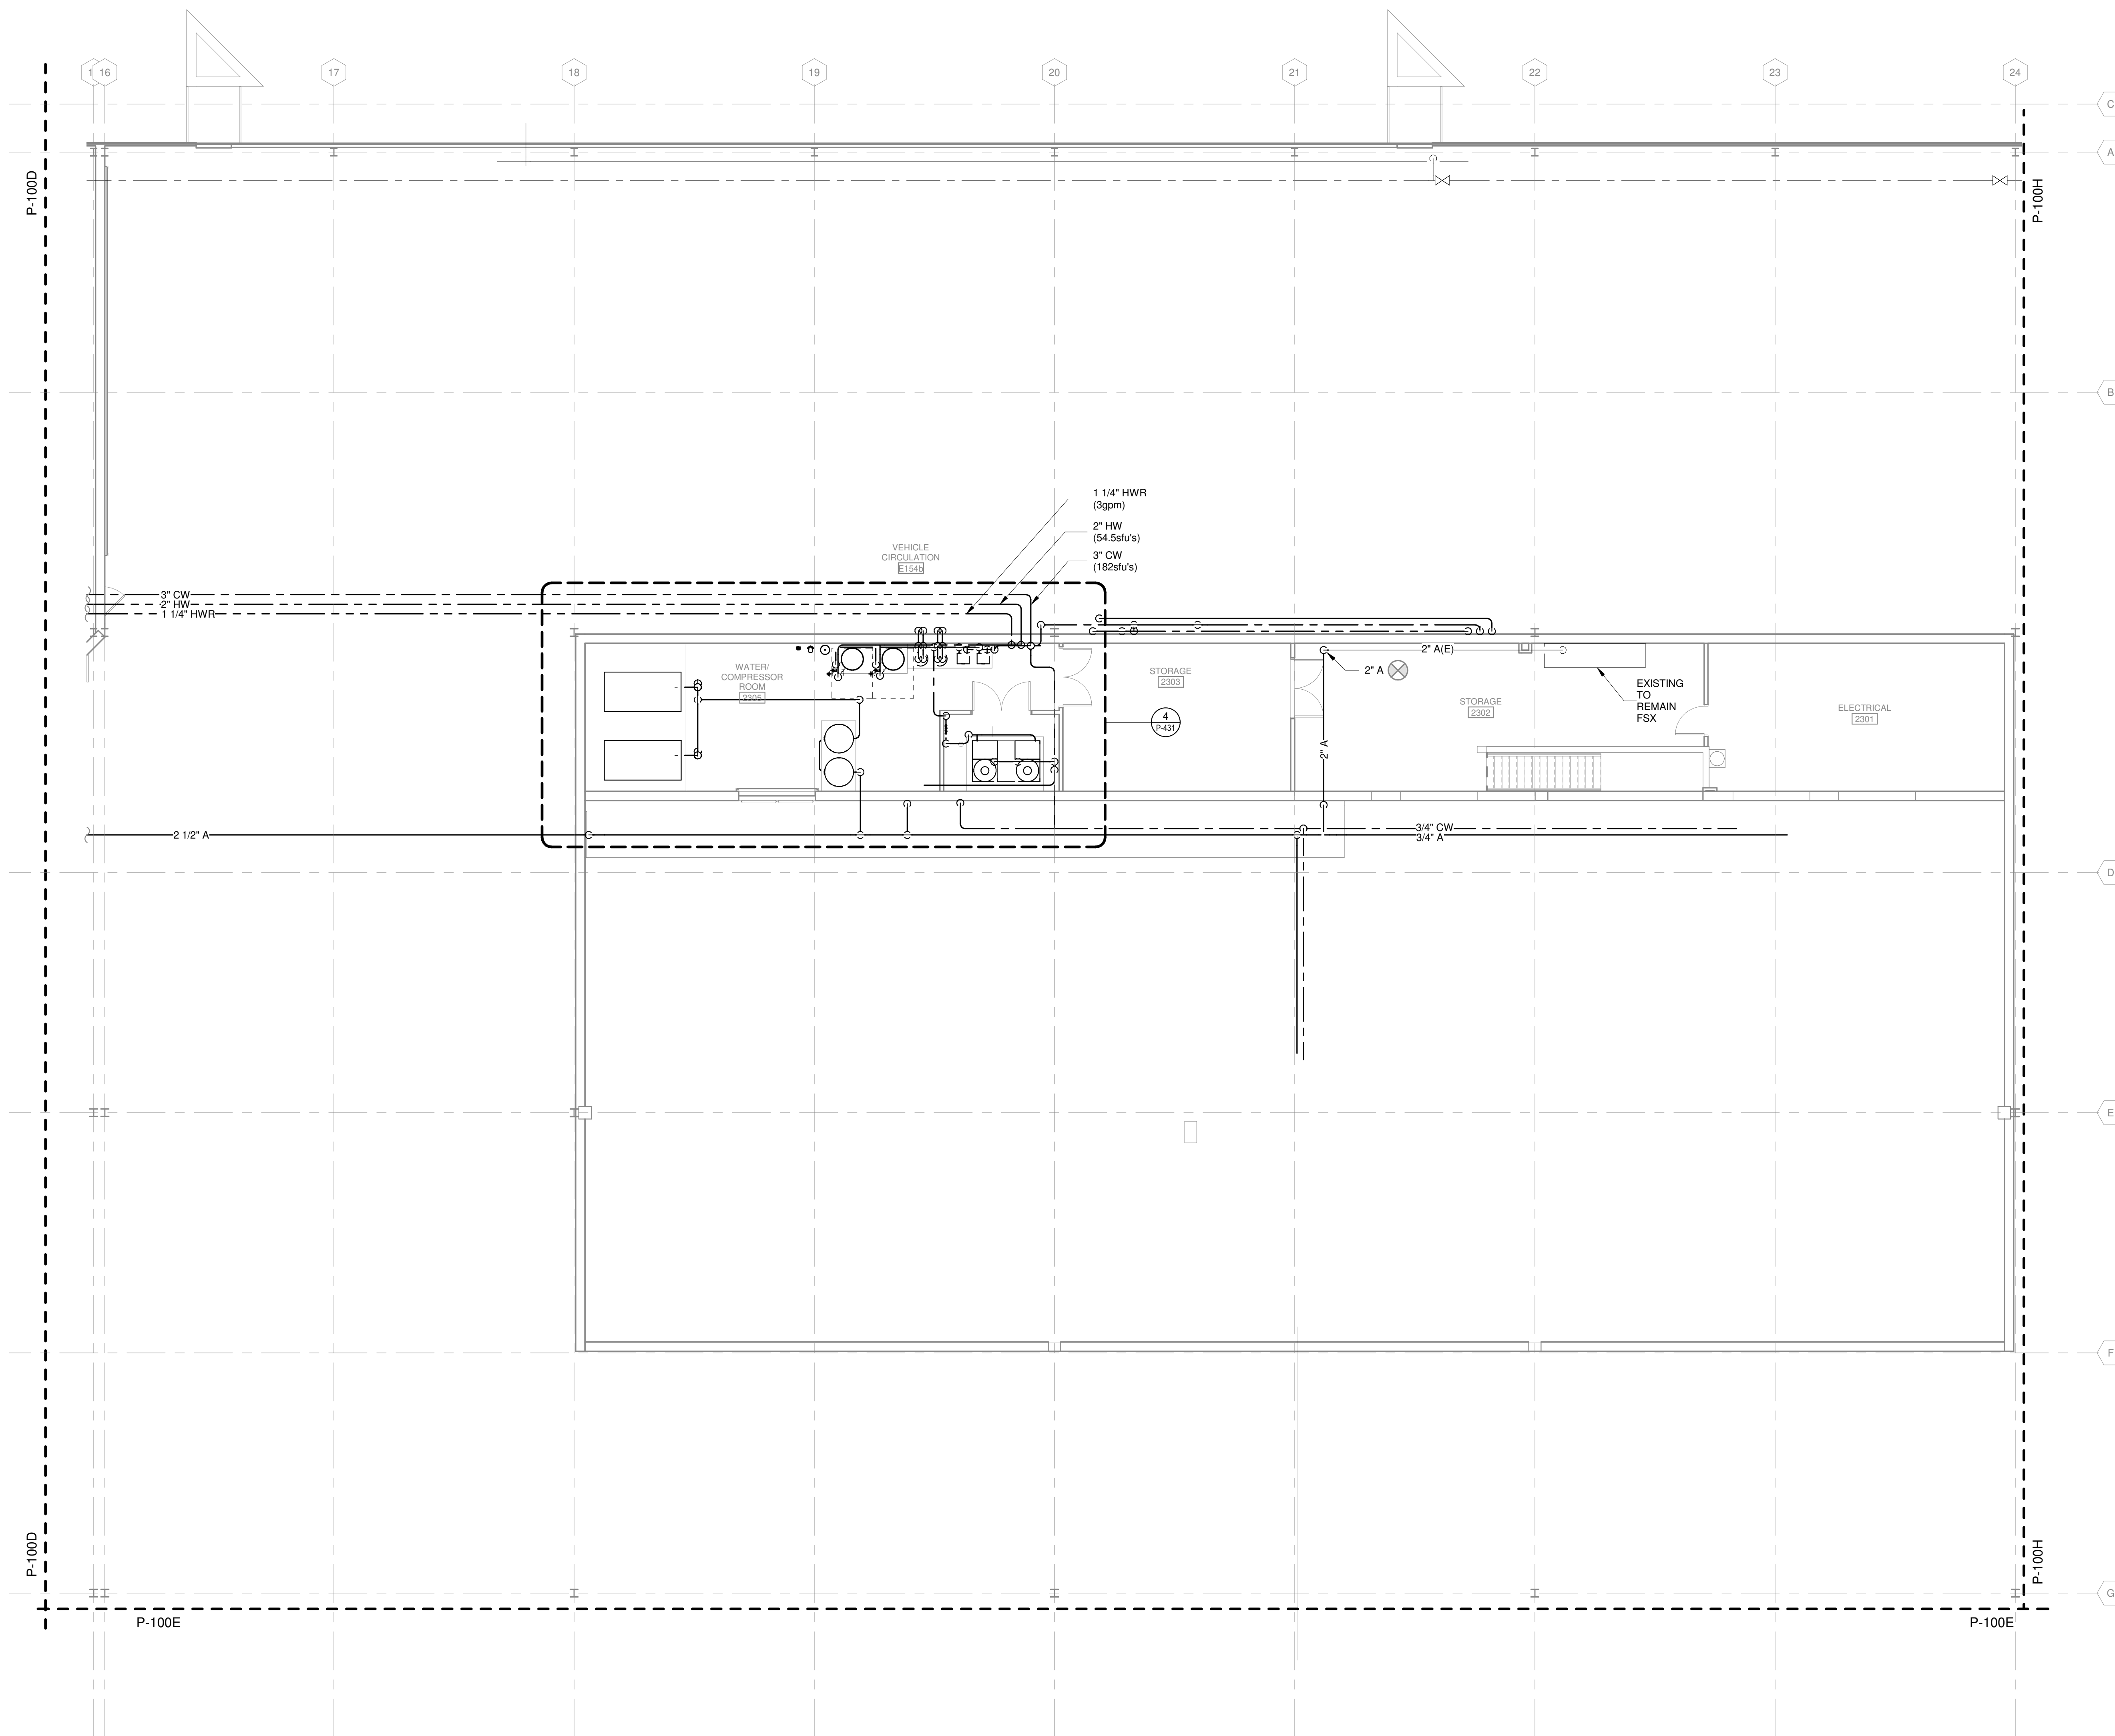 16
17
18
19
20
21
22
23
24
C
A
P-100D
P-100H
B
1 1/4" HWR
(3gpm)
2" HW
(54.5sfu's)
3" CW
(182sfu's)
VEHICLE
CIRCULATION
E154b
3" CW
2" HW
1 1/4" HWR
WATER/
COMPRESSOR
ROOM
2305
STORAGE
2303
2" A(E)
2" A
EXISTING
TO
REMAIN
FSX
STORAGE
2302
ELECTRICAL
2301
4
P-431
2" A
2 1/2" A
3/4" CW
3/4" A
D
E
F
P-100D
P-100H
G
P-100E
P-100E